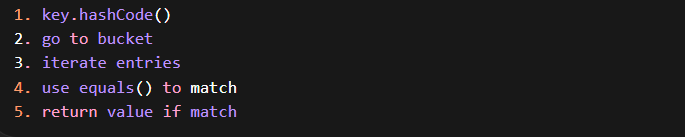 1. key.hashCode()
2. go to bucket
3. iterate entries
4. use equals() to match
5. return value if match